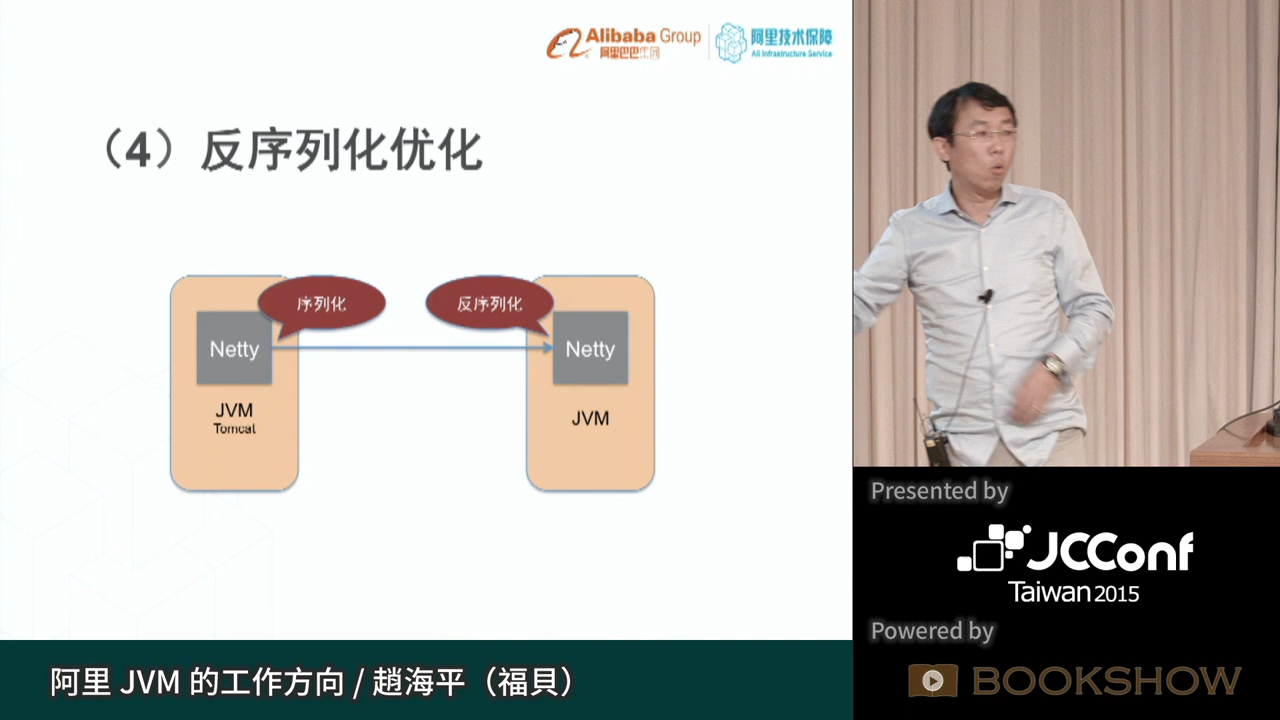 Alibaba Group
阿里巴巴集团
阿里技术保障
Ali Infrastructure Service
（4）反序列化优化
序列化
反序列化
Netty
Netty
JVM
Tomcat
JVM
Presented by
JCConf
Taiwan 2015
Powered by
BOOKSHOW
阿里 JVM 的工作方向 / 趙海平（福貝）